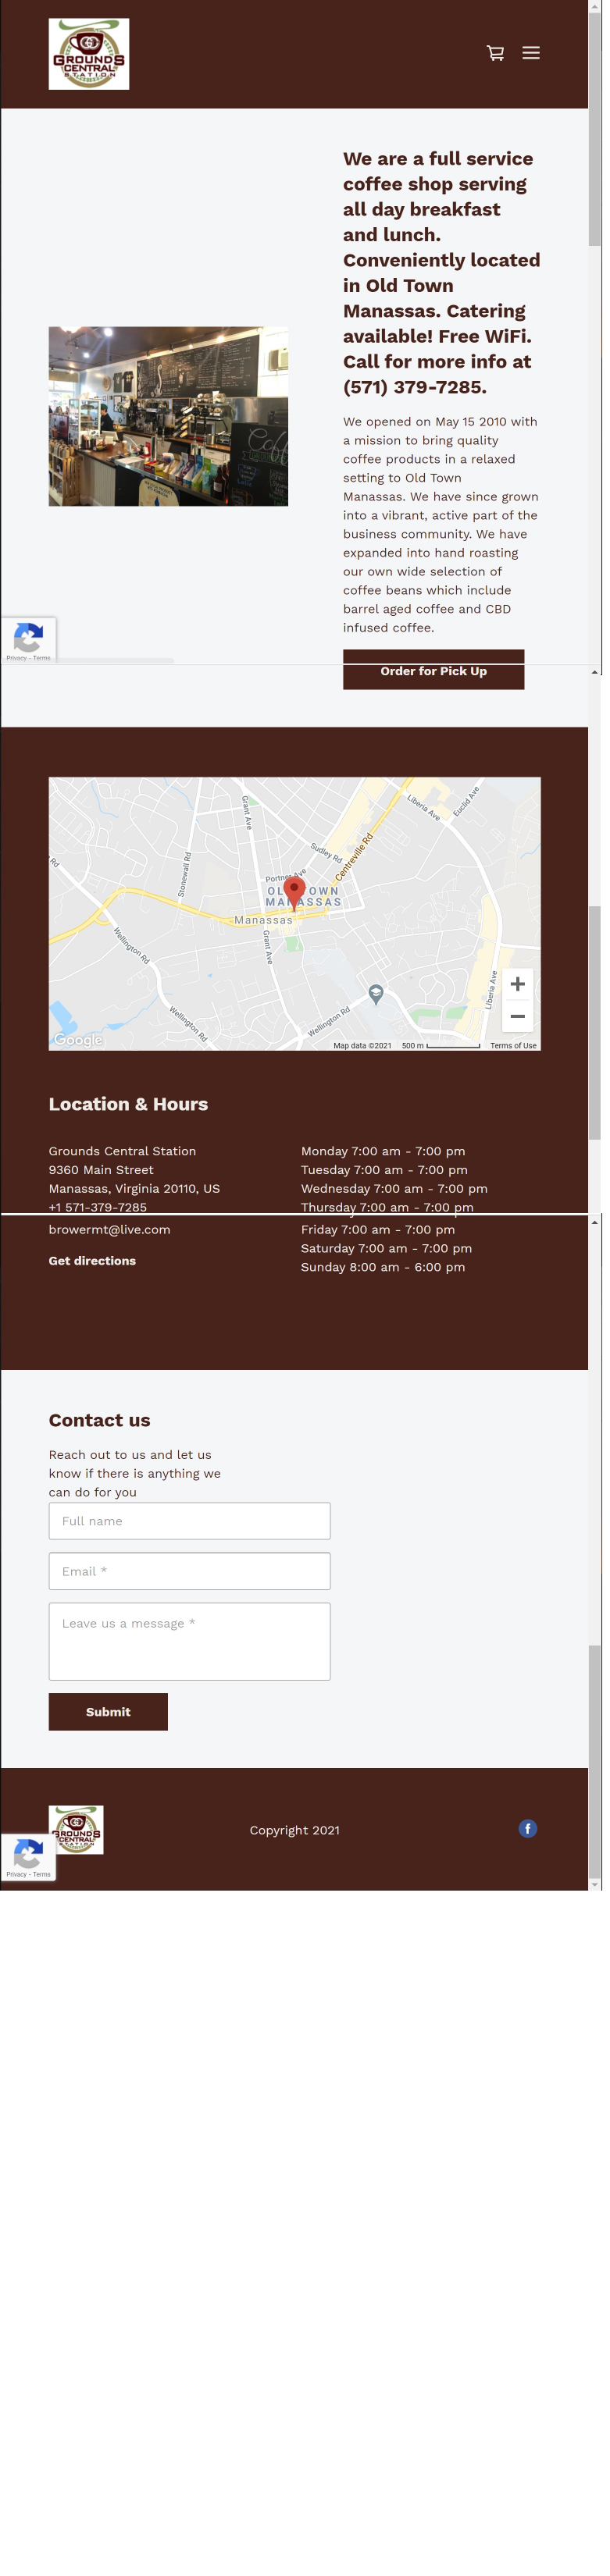 GROUNDS
CENTRAL
STATION
We are a full service
coffee shop serving
all day breakfast
and lunch.
Conveniently located
in Old Town
Manassas. Catering
available! Free WiFi.
Call for more info at
(571) 379-7285.
We opened on May 15 2010 with
a mission to bring quality
coffee products in a relaxed
setting to Old Town
Manassas. We have since grown
into a vibrant, active part of the
business community. We have
expanded into hand roasting
our own wide selection of
coffee beans which include
barrel aged coffee and CBD
infused coffee.
Privacy - Terms
Order for Pick Up
Grant Ave
Liberia Ave
Euclid Ave
Stonewall Rd
Sudley Rd
Centreville Rd
Portner Ave
OLD TOWN
MANASSAS
Manassas
Rd
Wellington Rd
Grant Ave
Liberia Ave
Wellington Rd
Wellington Rd
Google
Map data ©2021
500 m
Terms of Use
Location & Hours
Grounds Central Station
9360 Main Street
Manassas, Virginia 20110, US
+1 571-379-7285
browermt@live.com
Get directions
Monday 7:00 am - 7:00 pm
Tuesday 7:00 am - 7:00 pm
Wednesday 7:00 am - 7:00 pm
Thursday 7:00 am - 7:00 pm
Friday 7:00 am - 7:00 pm
Saturday 7:00 am - 7:00 pm
Sunday 8:00 am - 6:00 pm
Contact us
Reach out to us and let us
know if there is anything we
can do for you
Full name
Email *
Leave us a message *
Submit
GROUNDS
CENTRAL
STATION
Copyright 2021
Privacy - Terms